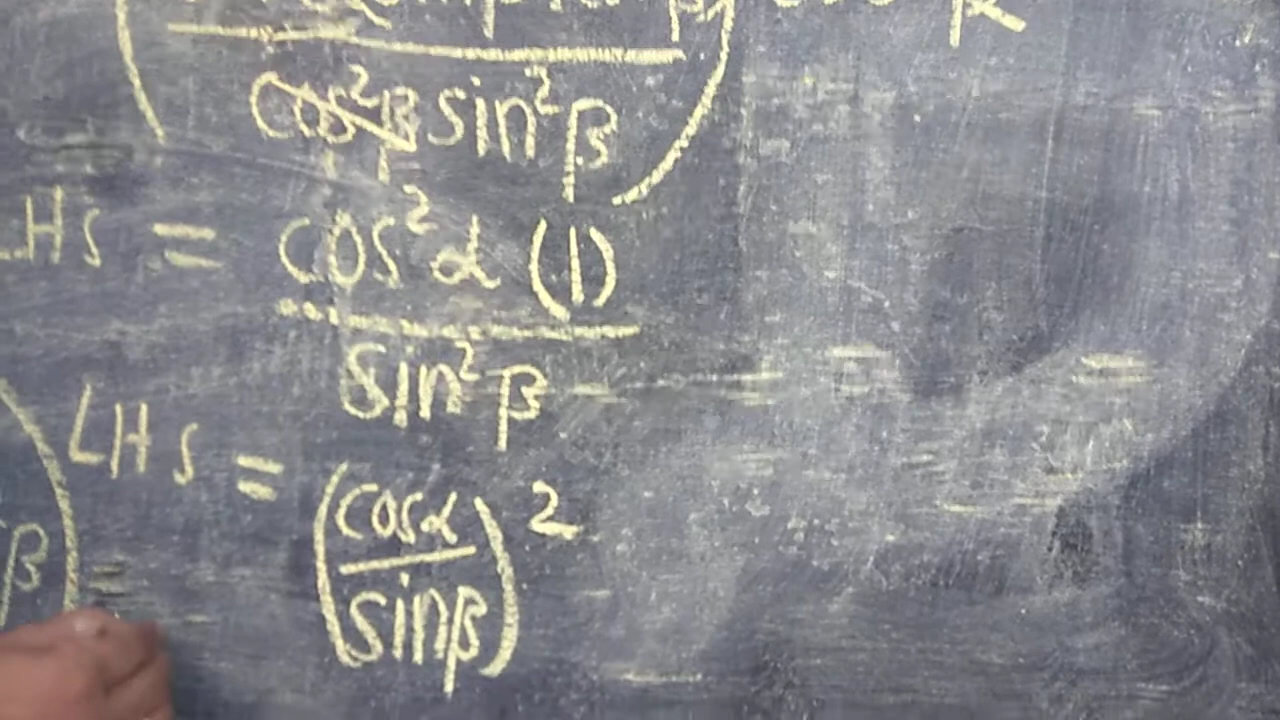 cos²β sin²β
LHS = cos²α (1)
sin²β
LHS = (cosα
sinβ)²
β